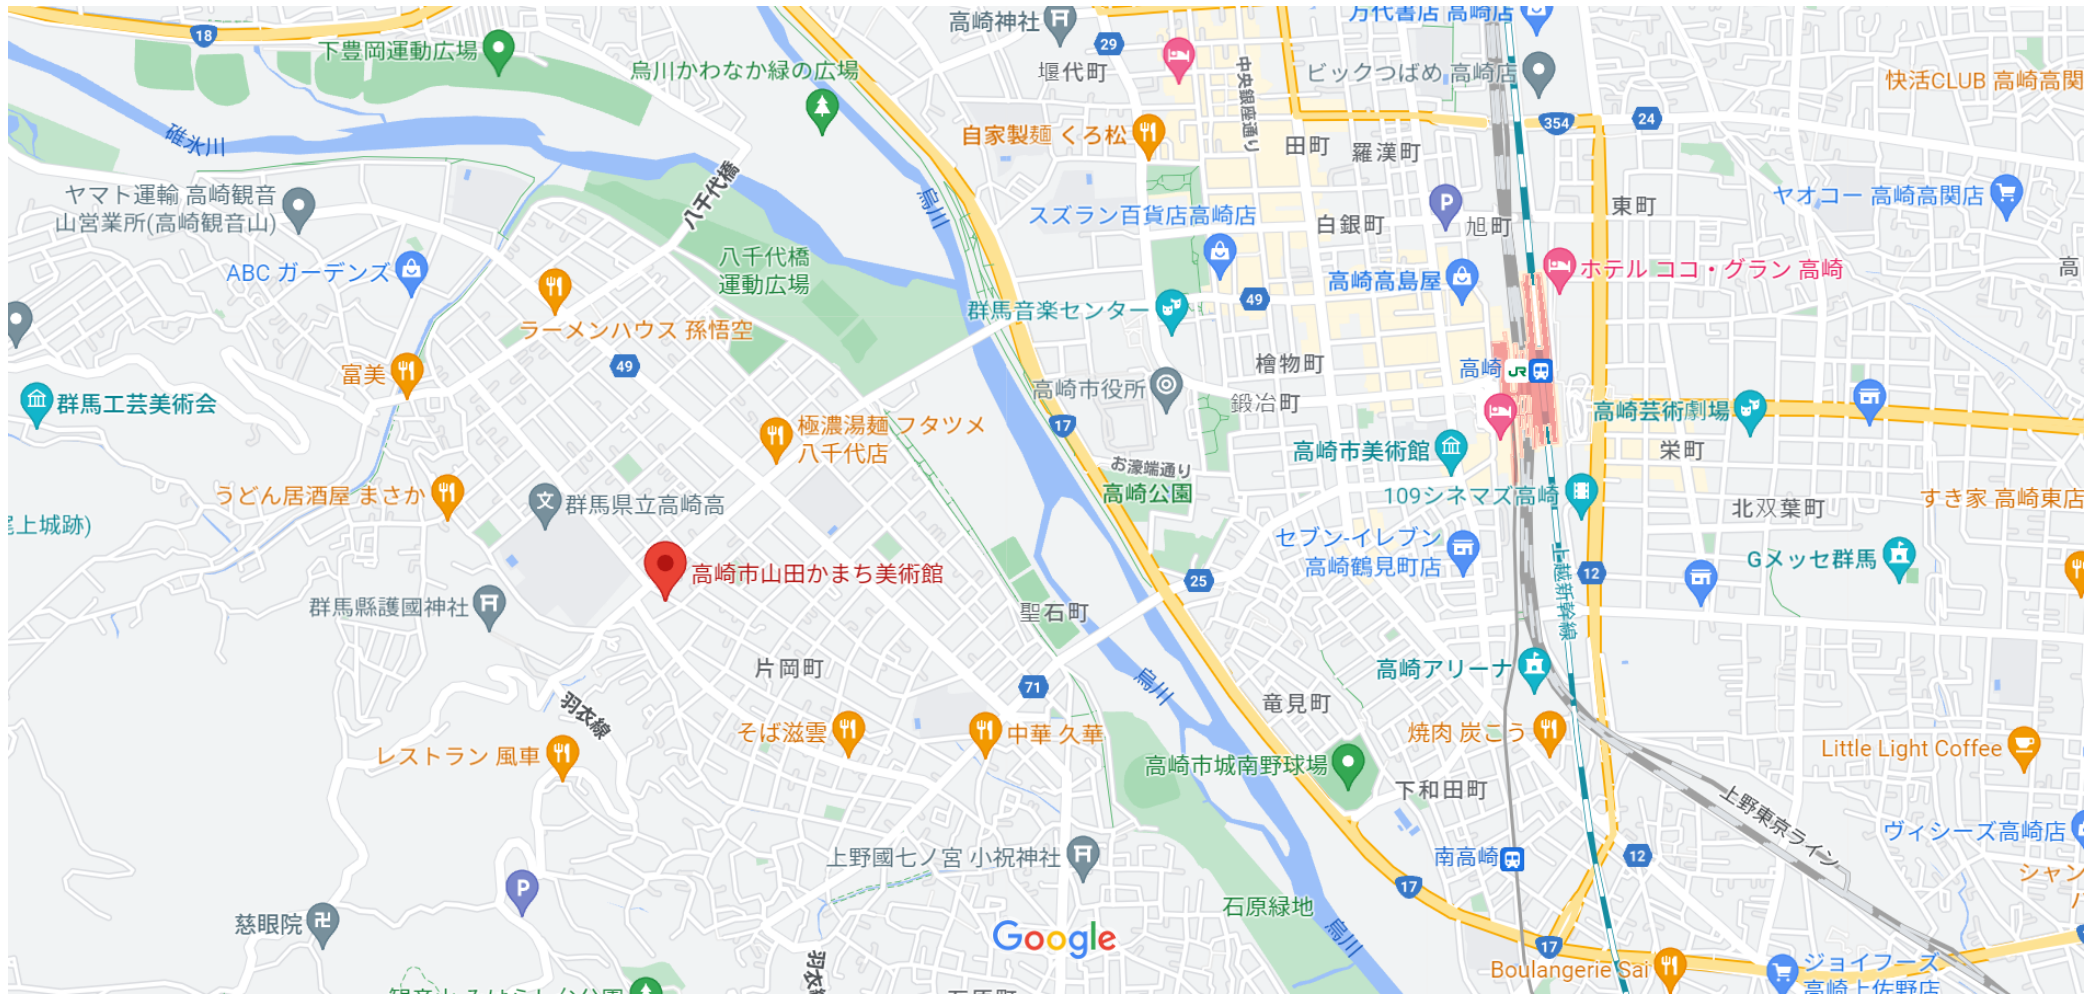 18
下豊岡運動広場
烏川かわなか緑の広場
高崎神社
29
堰代町
万代書店 高崎店
ビックつばめ 高崎店
快活CLUB 高崎高関
中央銀座通り
354
24
碓氷川
自家製麺 くろ松
田町
羅漢町
ヤマト運輸 高崎観音
山営業所(高崎観音山)
八千代橋
烏川
スズラン百貨店高崎店
白銀町
P
旭町
東町
ヤオコー 高崎高関店
ABC ガーデンズ
八千代橋
運動広場
高崎高島屋
ホテル ココ・グラン 高崎
高
群馬音楽センター
49
ラーメンハウス 孫悟空
49
富美
檜物町
高崎
JR
群馬工芸美術会
高崎市役所
鍛冶町
高崎芸術劇場
17
極濃湯麺 フタツメ
八千代店
高崎市美術館
栄町
お濠端通り
高崎公園
109シネマズ高崎
うどん居酒屋 まさか
文
群馬県立高崎高
北双葉町
すき家 高崎東店
尾上城跡)
セブン-イレブン
高崎鶴見町店
上越新幹線
Gメッセ群馬
高崎市山田かまち美術館
25
12
群馬縣護國神社
聖石町
片岡町
高崎アリーナ
71
烏川
竜見町
羽衣線
そば滋雲
中華 久華
焼肉 炭こう
レストラン 風車
高崎市城南野球場
下和田町
Little Light Coffee
上野東京ライン
ヴィシーズ高崎店
上野國七ノ宮 小祝神社
南高崎
12
17
シャン
P
石原緑地
慈眼院
卍
Google
烏川
17
羽衣線
Boulangerie Sai
ジョイフーズ
高崎上佐野店